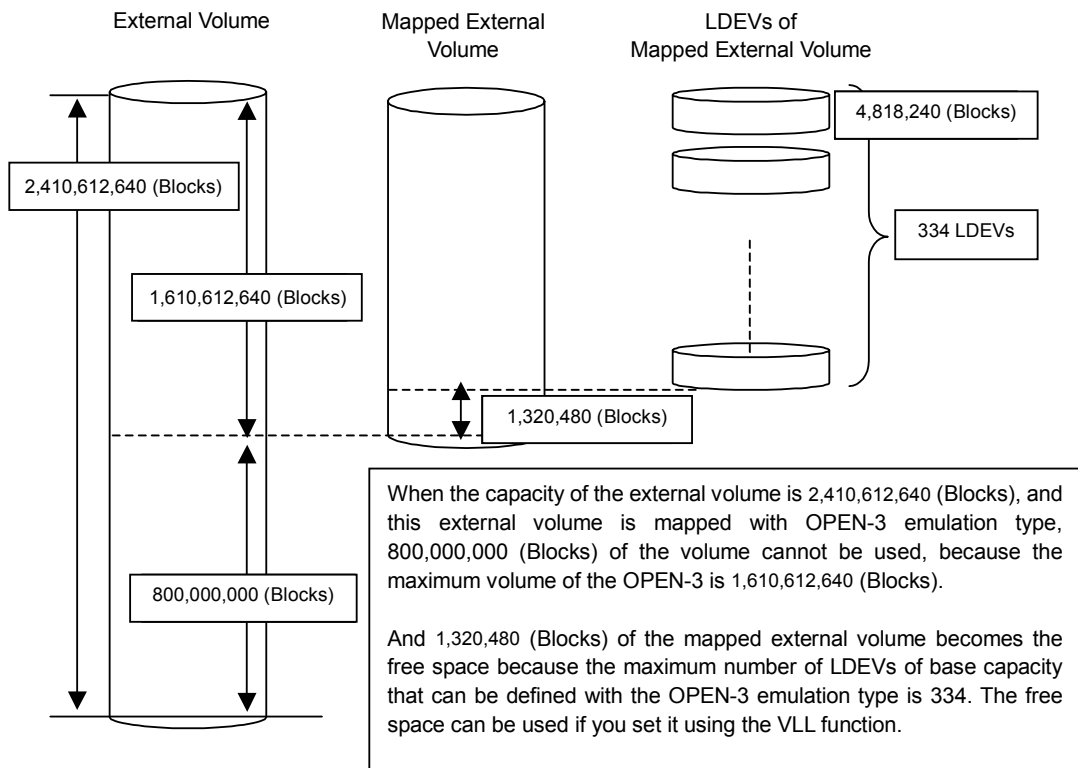 External Volume
Mapped External
Volume
LDEVs of
Mapped External Volume
4,818,240 (Blocks)
2,410,612,640 (Blocks)
334 LDEVs
1,610,612,640 (Blocks)
1,320,480 (Blocks)
800,000,000 (Blocks)
When the capacity of the external volume is 2,410,612,640 (Blocks), and
this external volume is mapped with OPEN-3 emulation type,
800,000,000 (Blocks) of the volume cannot be used, because the
maximum volume of the OPEN-3 is 1,610,612,640 (Blocks).
And 1,320,480 (Blocks) of the mapped external volume becomes the
free space because the maximum number of LDEVs of base capacity
that can be defined with the OPEN-3 emulation type is 334. The free
space can be used if you set it using the VLL function.